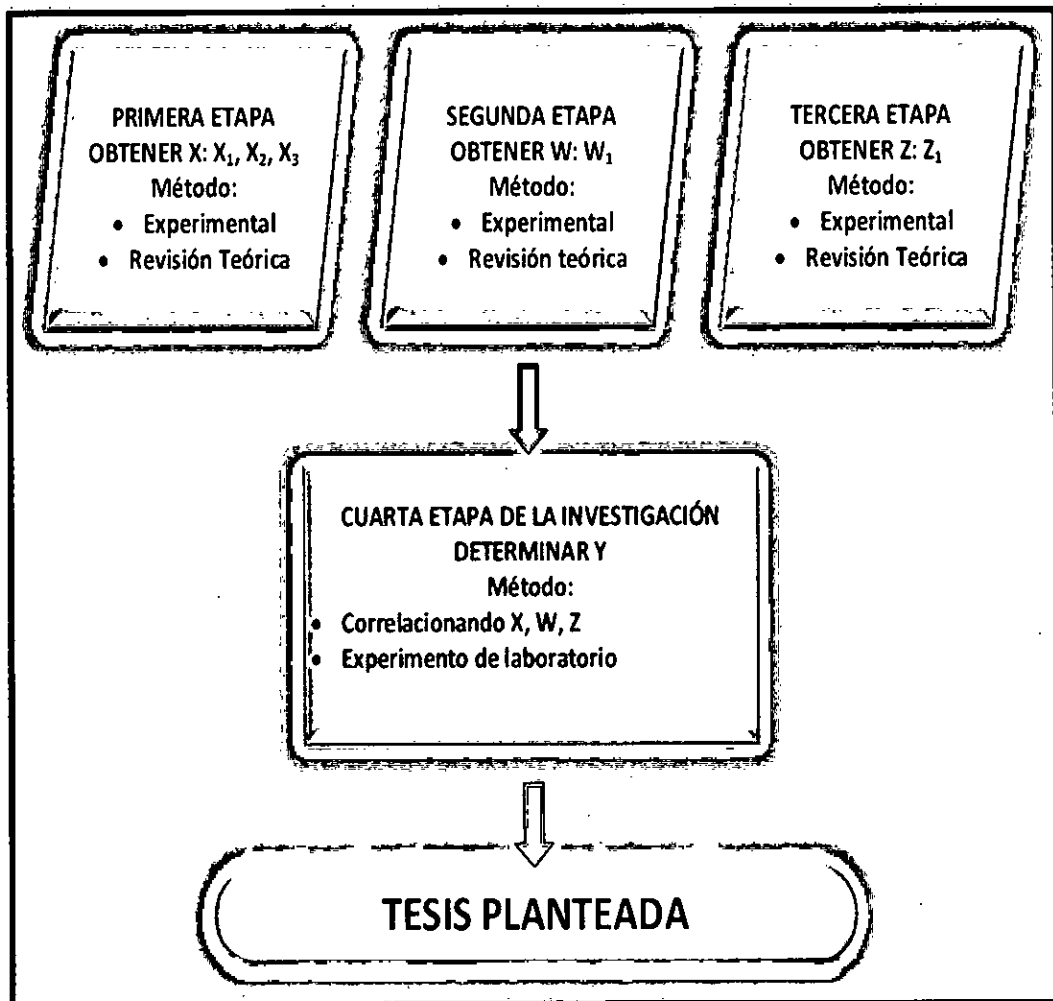 PRIMERA ETAPA
OBTENER X: X₁, X₂, X₃
Método:
• Experimental
• Revisión Teórica
SEGUNDA ETAPA
OBTENER W: W₁
Método:
• Experimental
• Revisión teórica
TERCERA ETAPA
OBTENER Z: Z₁
Método:
• Experimental
• Revisión Teórica
CUARTA ETAPA DE LA INVESTIGACIÓN
DETERMINAR Y
Método:
• Correlacionando X, W, Z
• Experimento de laboratorio
TESIS PLANTEADA